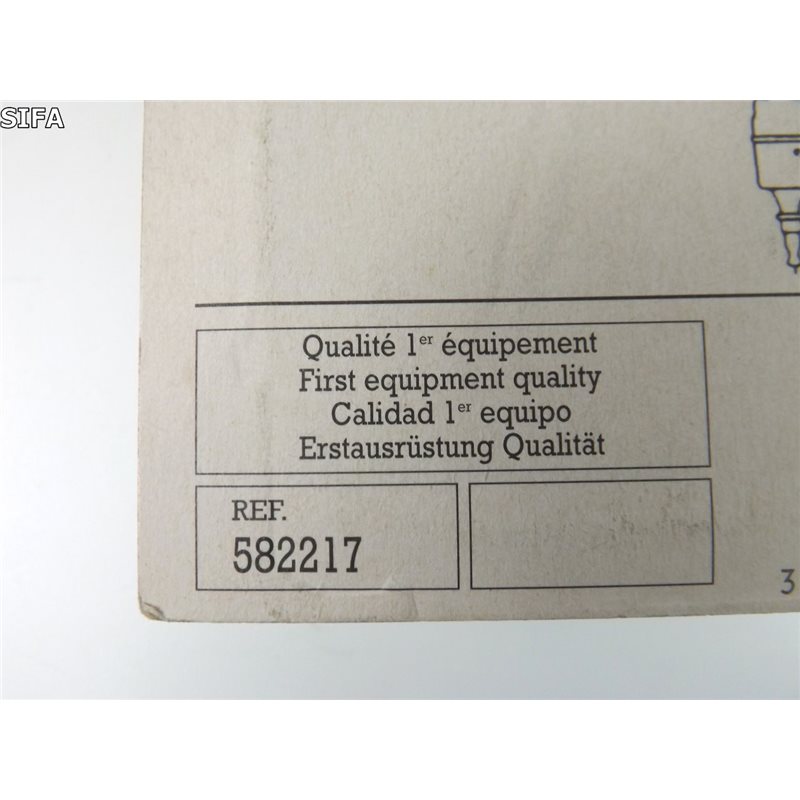 SIFA
Qualité 1er équipement
First equipment quality
Calidad 1er equipo
Erstausrüstung Qualität
REF.
582217
3